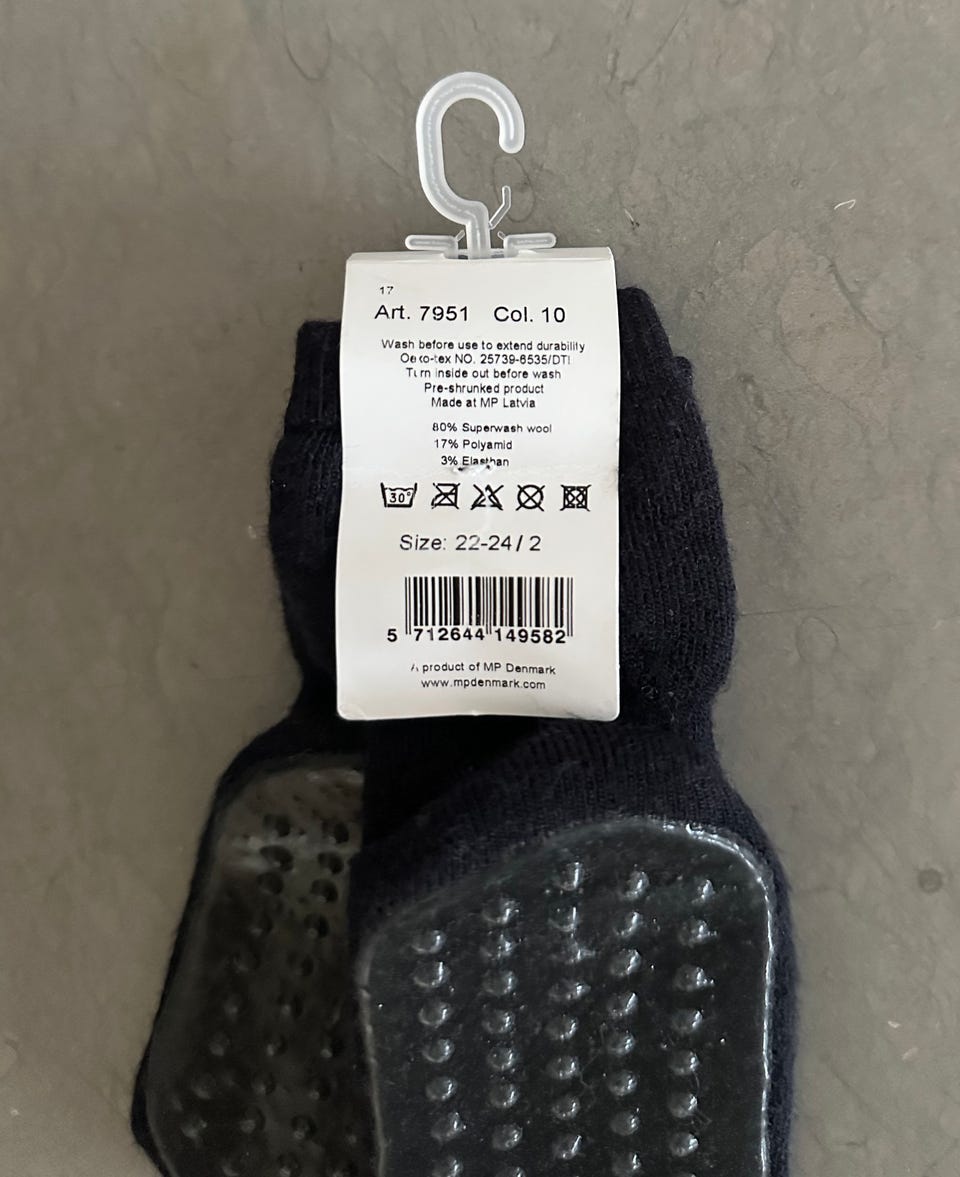 17
Art. 7951 Col. 10
Wash before use to extend durability
Oeko-tex NO. 25739-6535/DTI
Turn inside out before wash
Pre-shrunked product
Made at MP Latvia
80% Superwash wool
17% Polyamid
3% Elasthan
30°
Size: 22-24/2
5 712644 149582
A product of MP Denmark
www.mpdenmark.com